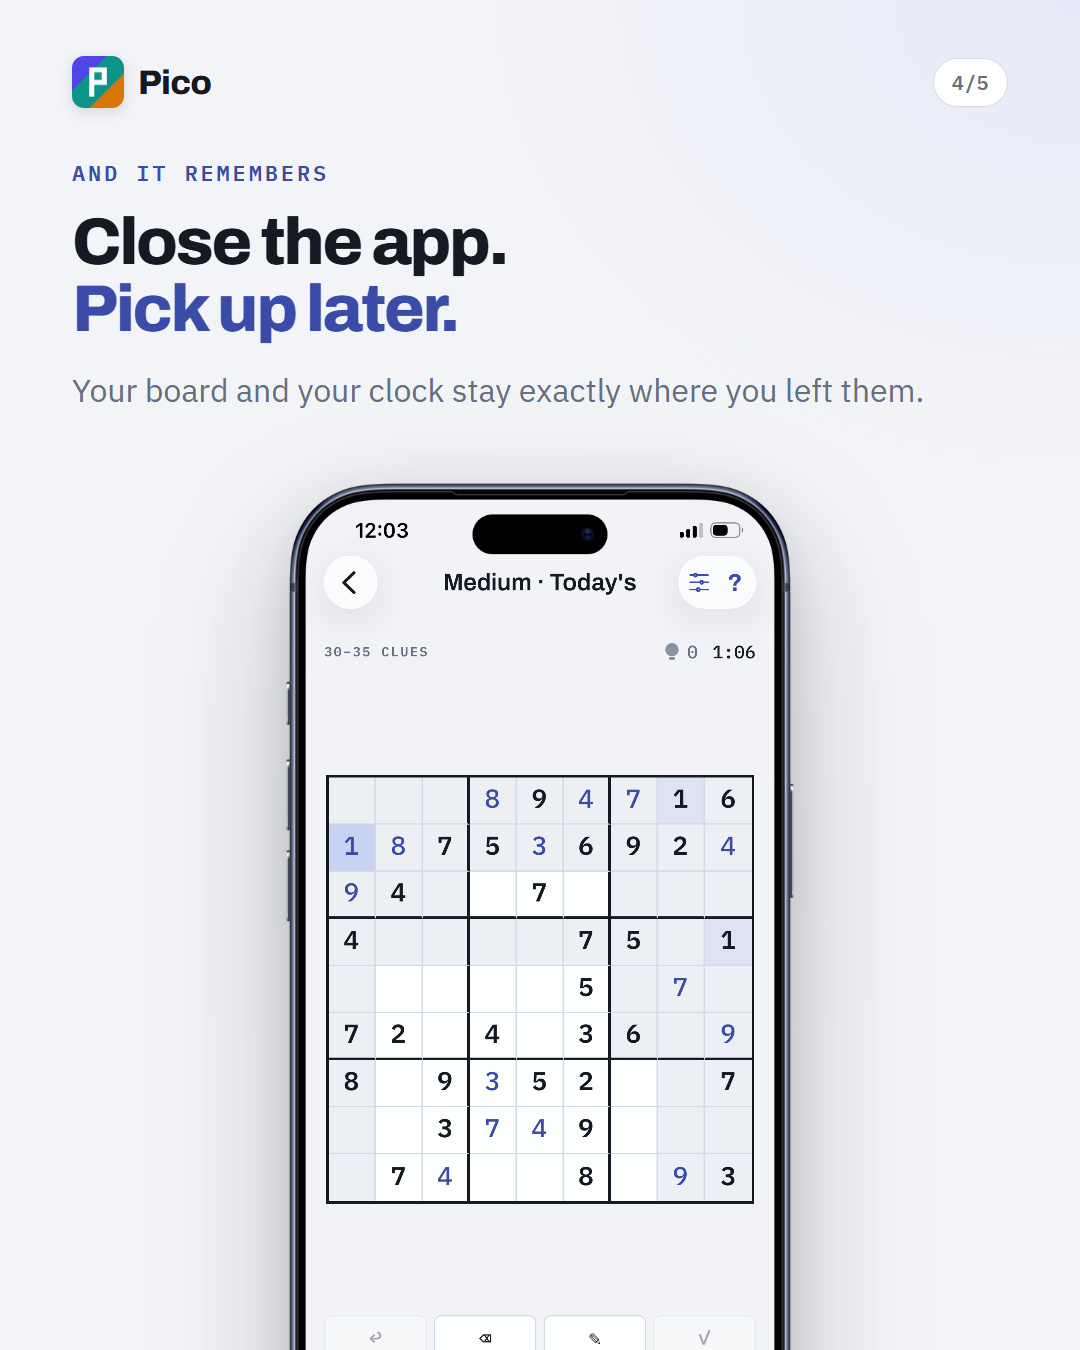 P Pico
4/5
AND IT REMEMBERS
Close the app.
Pick up later.
Your board and your clock stay exactly where you left them.
12:03
Medium · Today's ?
30–35 CLUES 0 1:06
8 9 4 7 1 6
1 8 7 5 3 6 9 2 4
9 4 7
4 7 5 1
5 7
7 2 4 3 6 9
8 9 3 5 2 7
3 7 4 9
7 4 8 9 3